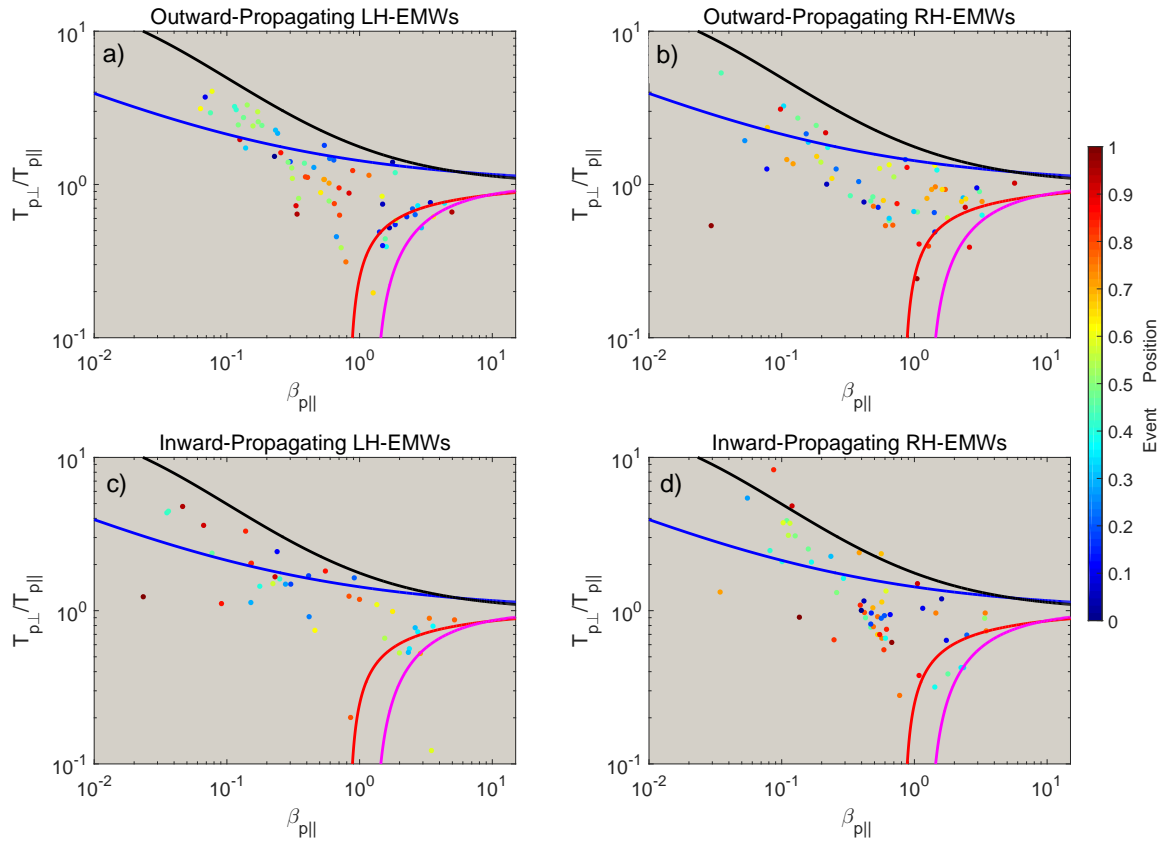 Outward-Propagating LH-EMWs
Outward-Propagating RH-EMWs
a)
b)
10^1
10^0
10^-1
T_p⊥/T_p||
10^-2 10^-1 10^0 10^1
β_p||
10^1
10^0
10^-1
T_p⊥/T_p||
10^-2 10^-1 10^0 10^1
β_p||
Inward-Propagating LH-EMWs
Inward-Propagating RH-EMWs
c)
d)
10^1
10^0
10^-1
T_p⊥/T_p||
10^-2 10^-1 10^0 10^1
β_p||
10^1
10^0
10^-1
T_p⊥/T_p||
10^-2 10^-1 10^0 10^1
β_p||
1
0.9
0.8
0.7
0.6
0.5
0.4
0.3
0.2
0.1
0
Event Position